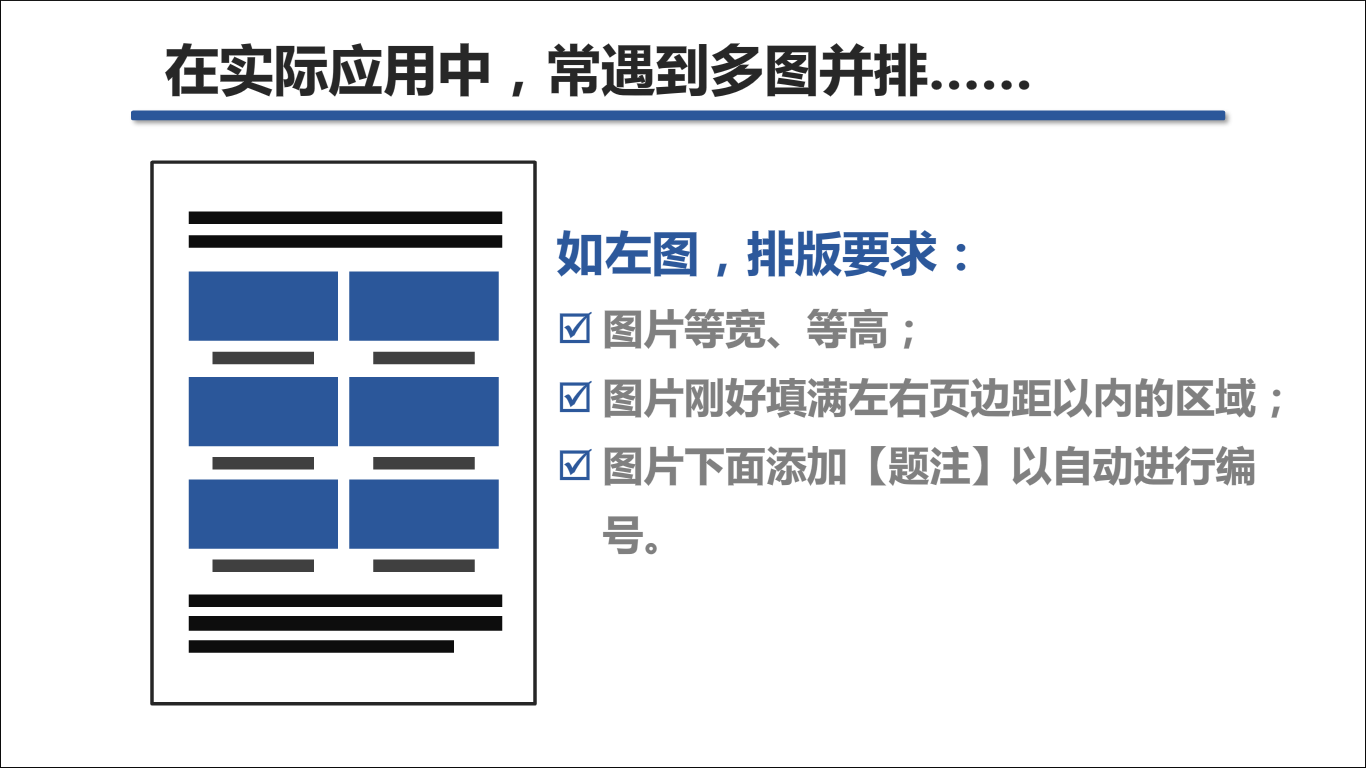 在实际应用中，常遇到多图并排……
如左图，排版要求：
图片等宽、等高；
图片刚好填满左右页边距以内的区域；
图片下面添加【题注】以自动进行编
号。